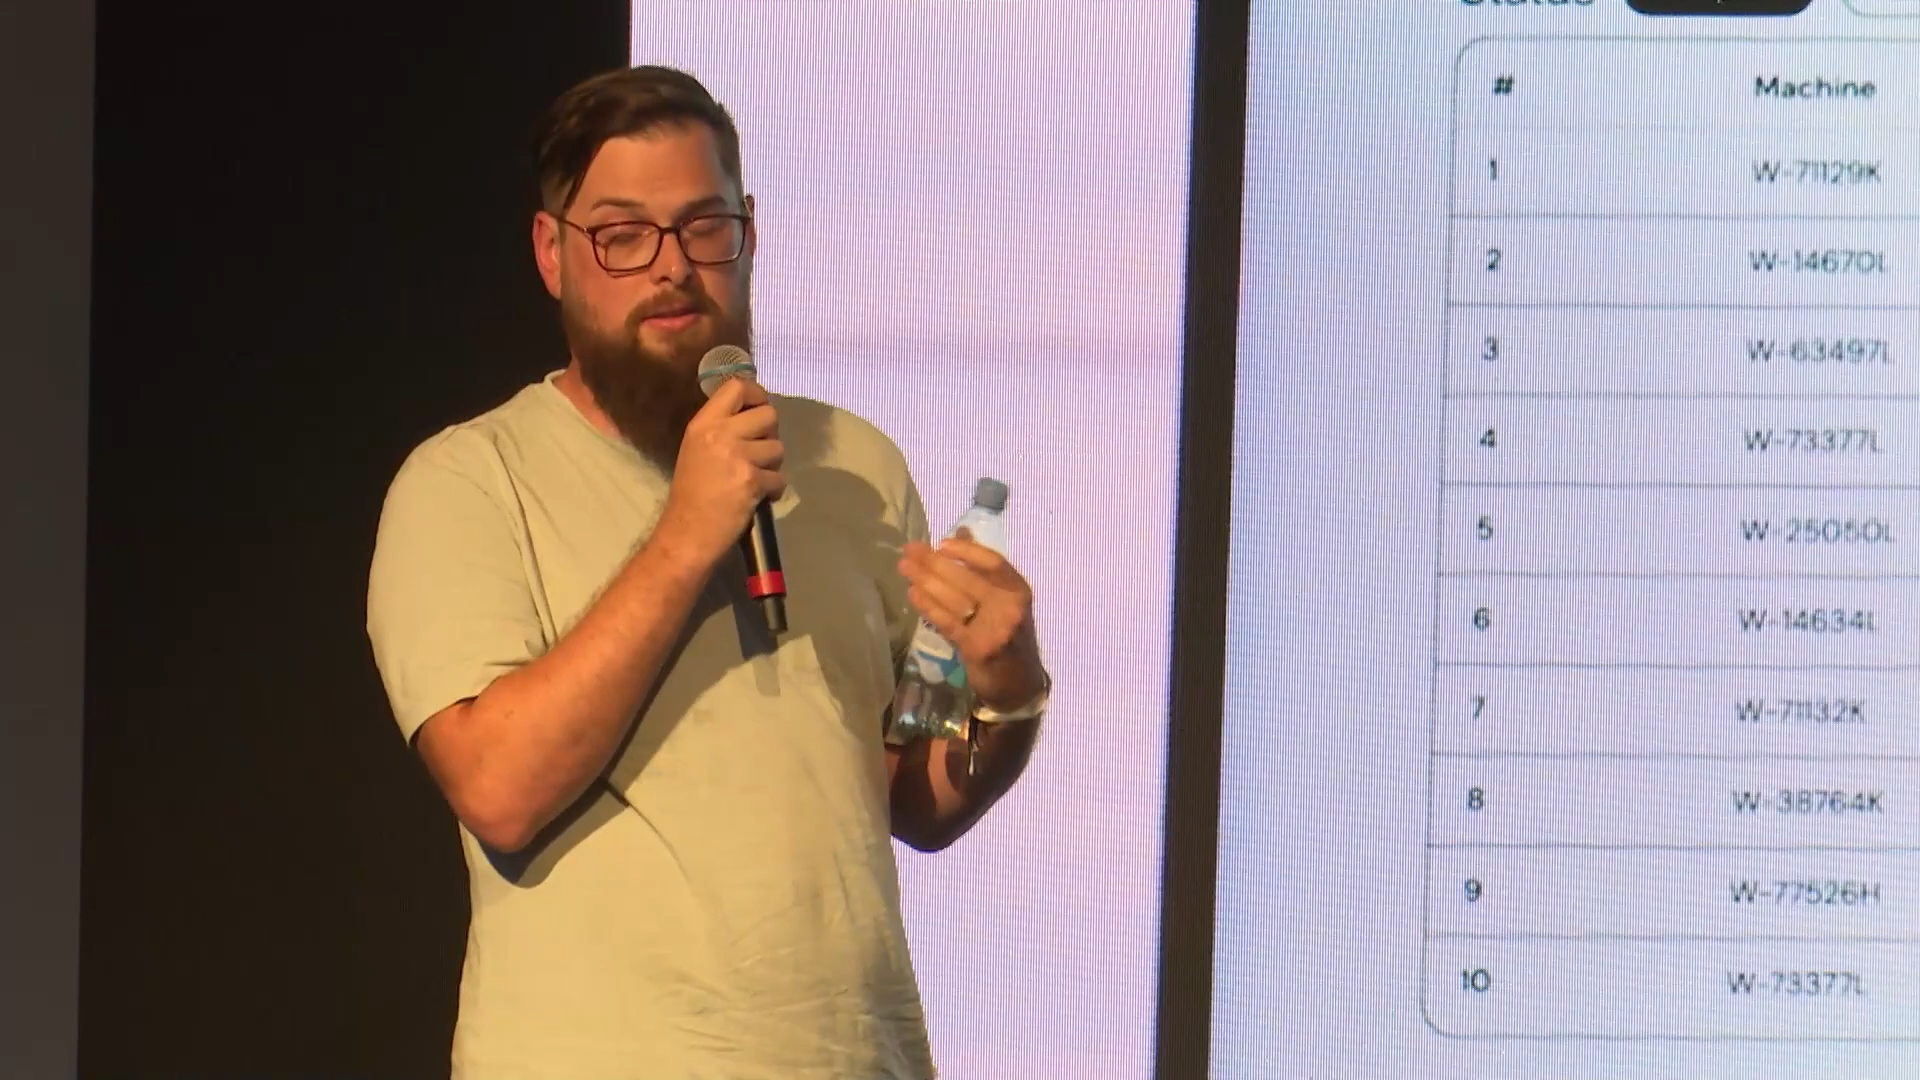 Status
# Machine
1 W-71129K
2 W-14670L
3 W-63497L
4 W-73377L
5 W-25050L
6 W-14634L
7 W-71132K
8 W-38764K
9 W-77526H
10 W-73377L